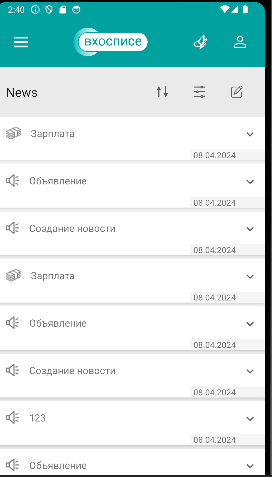 2:40
вхосписе
News
Зарплата
08.04.2024
Объявление
08.04.2024
Создание новости
08.04.2024
Зарплата
08.04.2024
Объявление
08.04.2024
Создание новости
08.04.2024
123
08.04.2024
Объявление